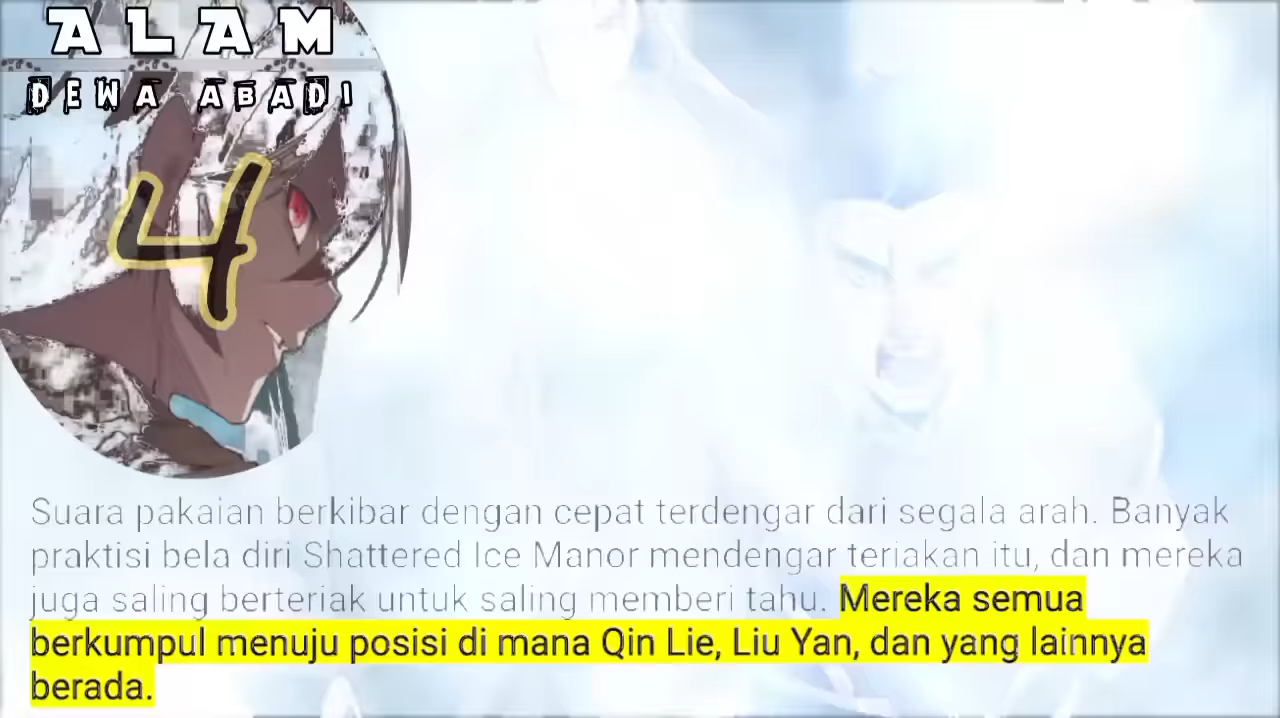 ALAM
DEWA ABADI
4
Suara pakaian berkibar dengan cepat terdengar dari segala arah. Banyak
praktisi bela diri Shattered Ice Manor mendengar teriakan itu, dan mereka
juga saling berteriak untuk saling memberi tahu. Mereka semua
berkumpul menuju posisi di mana Qin Lie, Liu Yan, dan yang lainnya
berada.